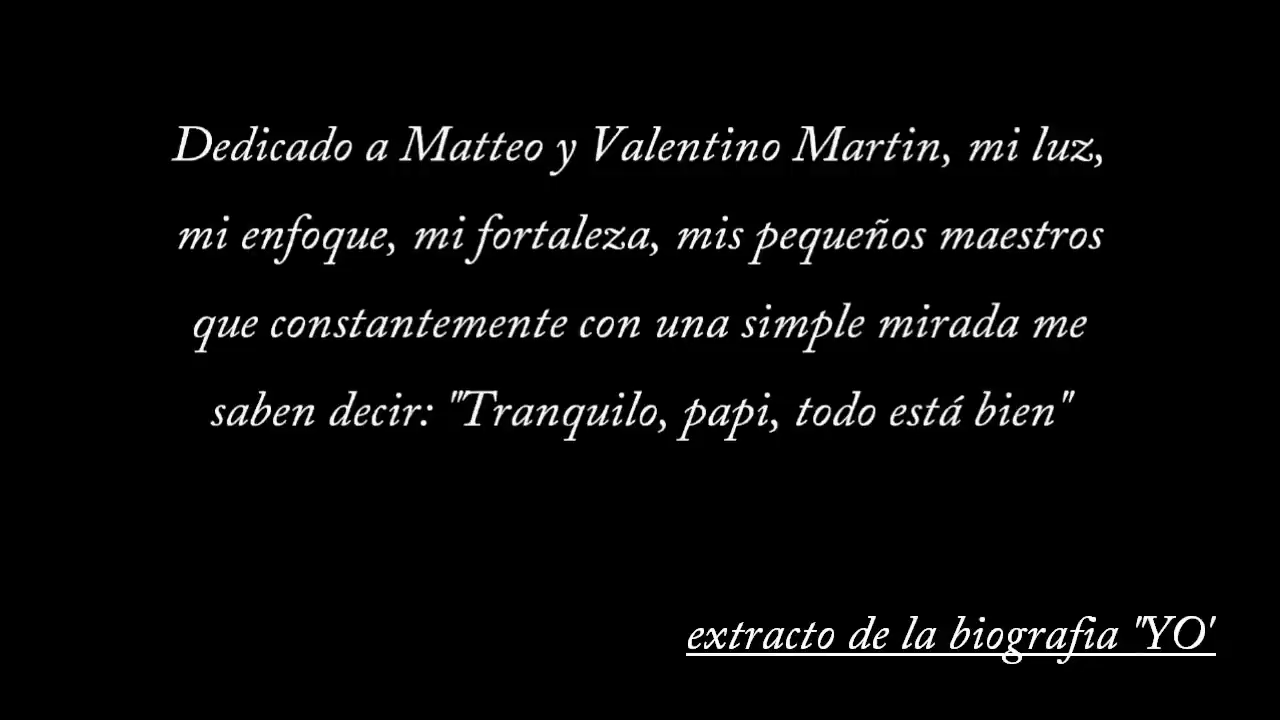 Dedicado a Matteo y Valentino Martin, mi luz,
mi enfoque, mi fortaleza, mis pequeños maestros
que constantemente con una simple mirada me
saben decir: "Tranquilo, papi, todo está bien"
extracto de la biografia "YO'